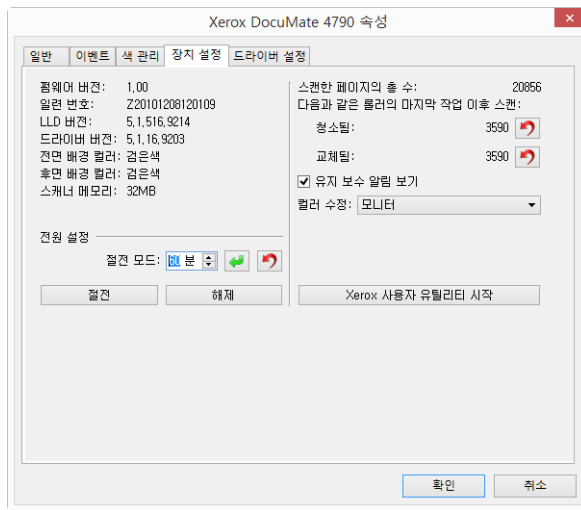 Xerox DocuMate 4790 속성
일반 이벤트 색 관리 장치 설정 드라이버 설정
펌웨어 버전: 1,00
일련 번호: Z20101208120109
LLD 버전: 5,1,516,9214
드라이버 버전: 5,1,16,9203
전면 배경 컬러: 검은색
후면 배경 컬러: 검은색
스캐너 메모리: 32MB
전원 설정
절전 모드: 60 분
절전 해제
스캔한 페이지의 총 수: 20856
다음과 같은 롤러의 마지막 작업 이후 스캔:
청소됨: 3590
교체됨: 3590
유지 보수 알림 보기
컬러 수정: 모니터
Xerox 사용자 유틸리티 시작
확인 취소